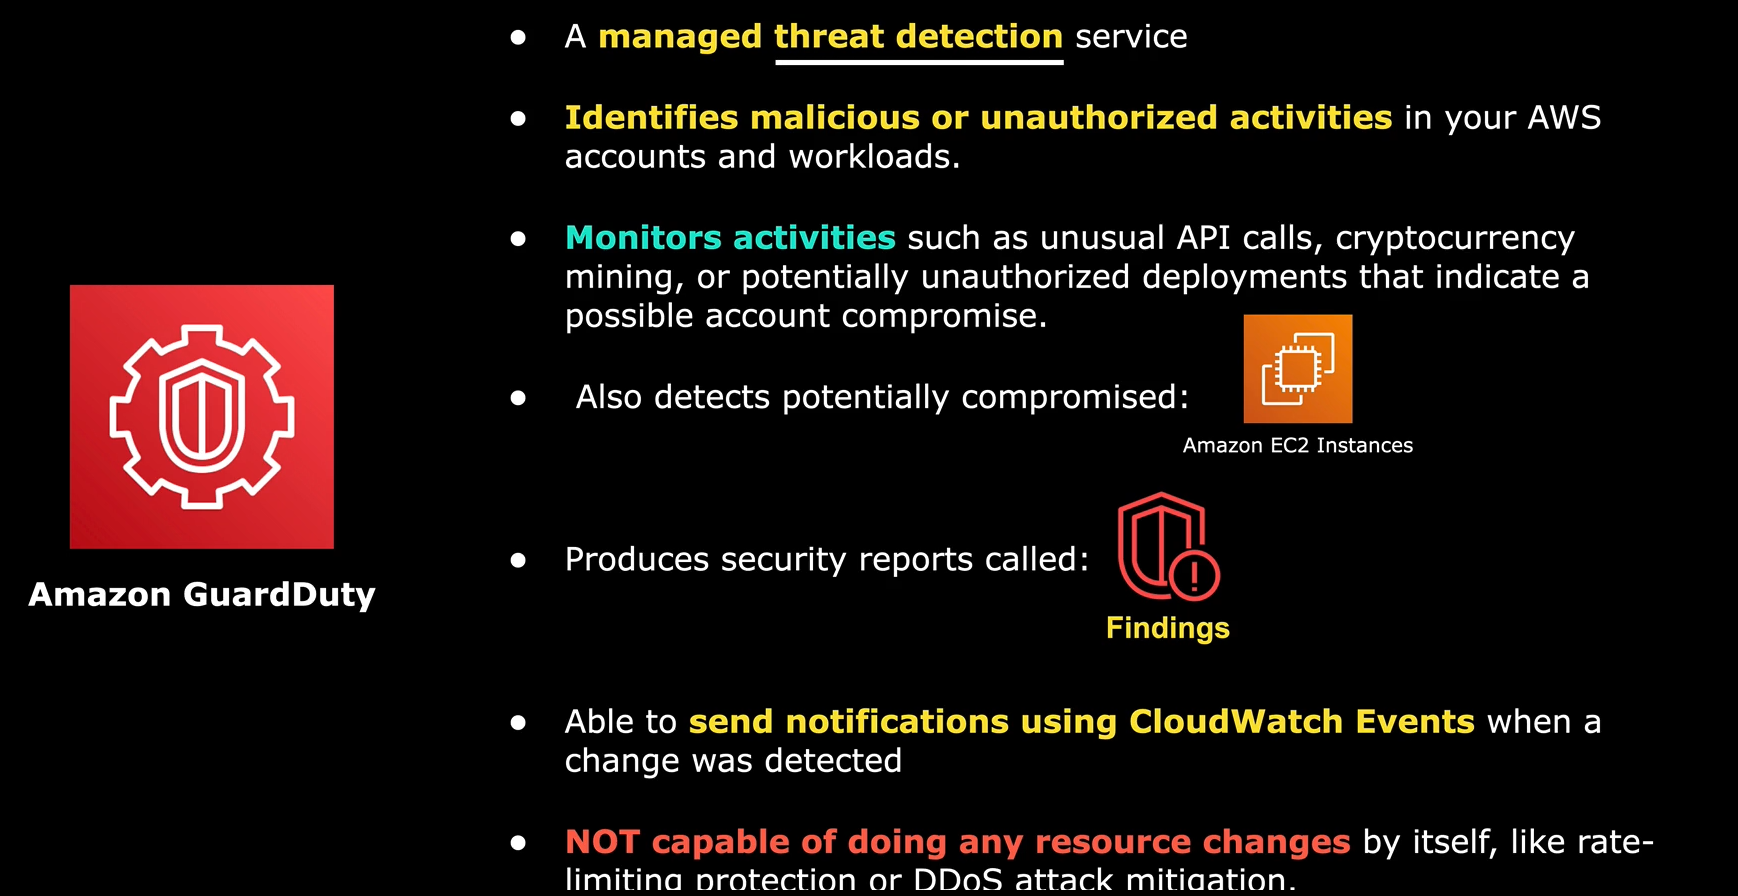 ● A managed threat detection service
● Identifies malicious or unauthorized activities in your AWS
accounts and workloads.
● Monitors activities such as unusual API calls, cryptocurrency
mining, or potentially unauthorized deployments that indicate a
possible account compromise.
● Also detects potentially compromised:
Amazon EC2 Instances
● Produces security reports called:
Findings
Amazon GuardDuty
● Able to send notifications using CloudWatch Events when a
change was detected
● NOT capable of doing any resource changes by itself, like rate-
limiting protection or DDoS attack mitigation.